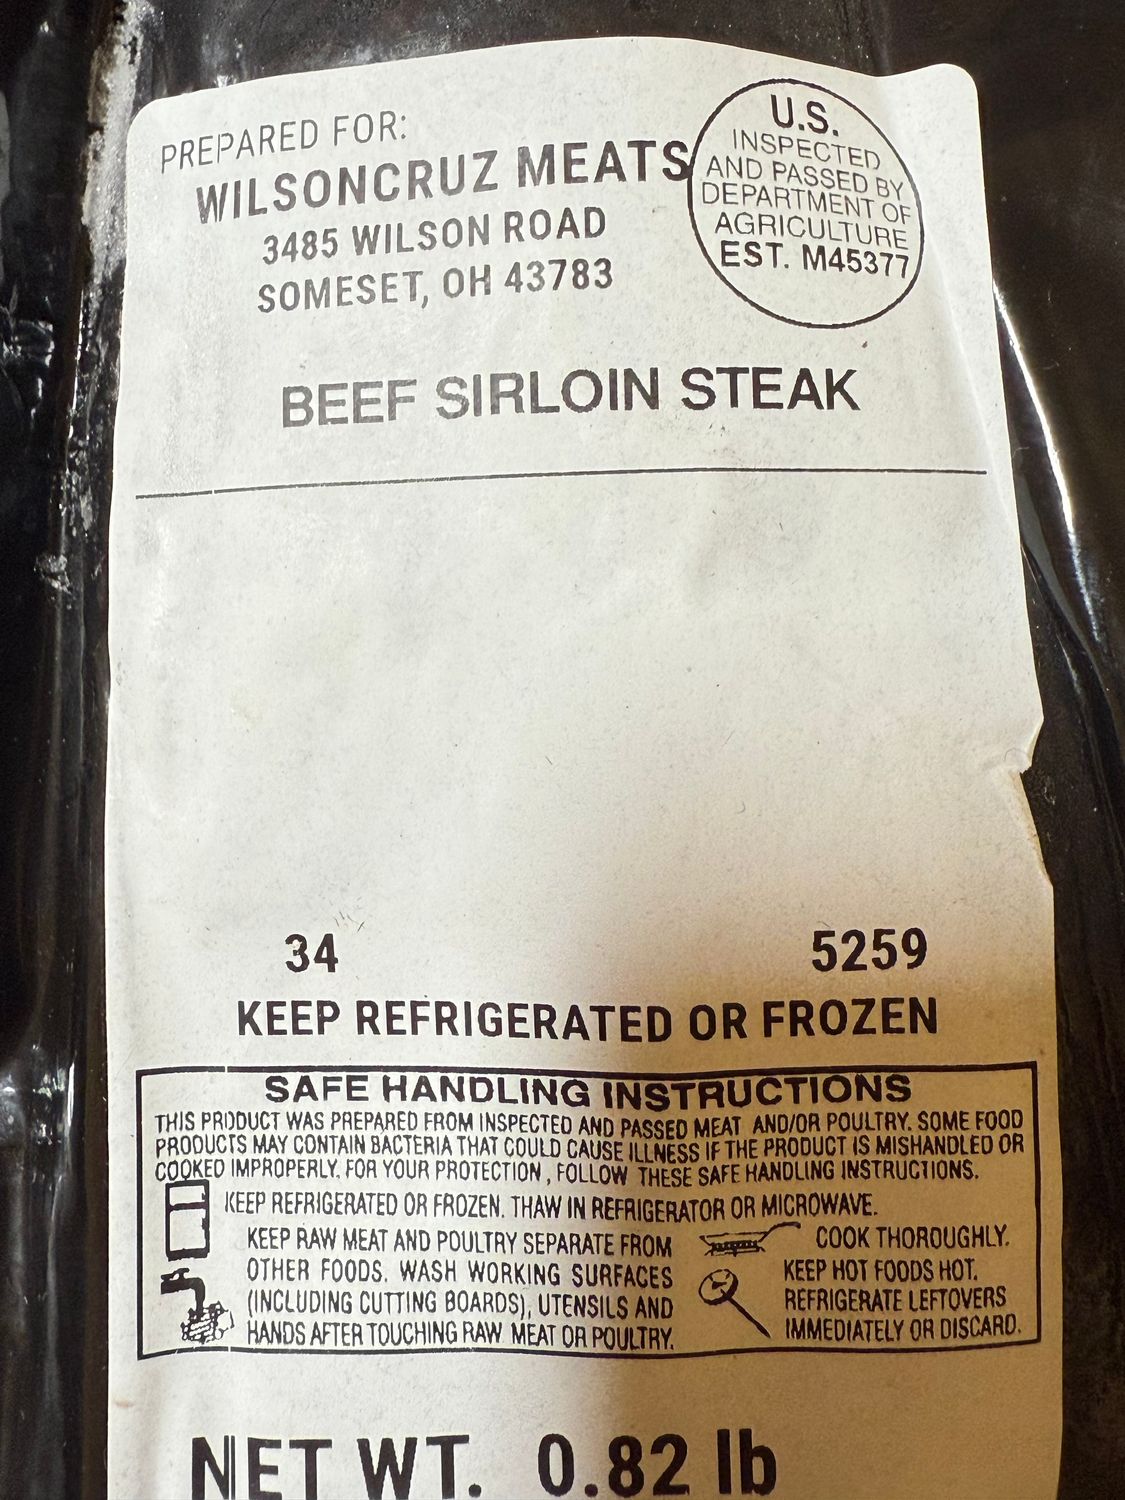 PREPARED FOR:
WILSONCRUZ MEATS
3485 WILSON ROAD
SOMESET, OH 43783
U.S.
INSPECTED
AND PASSED BY
DEPARTMENT OF
AGRICULTURE
EST. M45377
BEEF SIRLOIN STEAK
34 5259
KEEP REFRIGERATED OR FROZEN
SAFE HANDLING INSTRUCTIONS
THIS PRODUCT WAS PREPARED FROM INSPECTED AND PASSED MEAT AND/OR POULTRY. SOME FOOD
PRODUCTS MAY CONTAIN BACTERIA THAT COULD CAUSE ILLNESS IF THE PRODUCT IS MISHANDLED OR
COOKED IMPROPERLY. FOR YOUR PROTECTION, FOLLOW THESE SAFE HANDLING INSTRUCTIONS.
KEEP REFRIGERATED OR FROZEN. THAW IN REFRIGERATOR OR MICROWAVE.
KEEP RAW MEAT AND POULTRY SEPARATE FROM
OTHER FOODS. WASH WORKING SURFACES
(INCLUDING CUTTING BOARDS), UTENSILS AND
HANDS AFTER TOUCHING RAW MEAT OR POULTRY.
COOK THOROUGHLY.
KEEP HOT FOODS HOT.
REFRIGERATE LEFTOVERS
IMMEDIATELY OR DISCARD.
NET WT. 0.82 lb